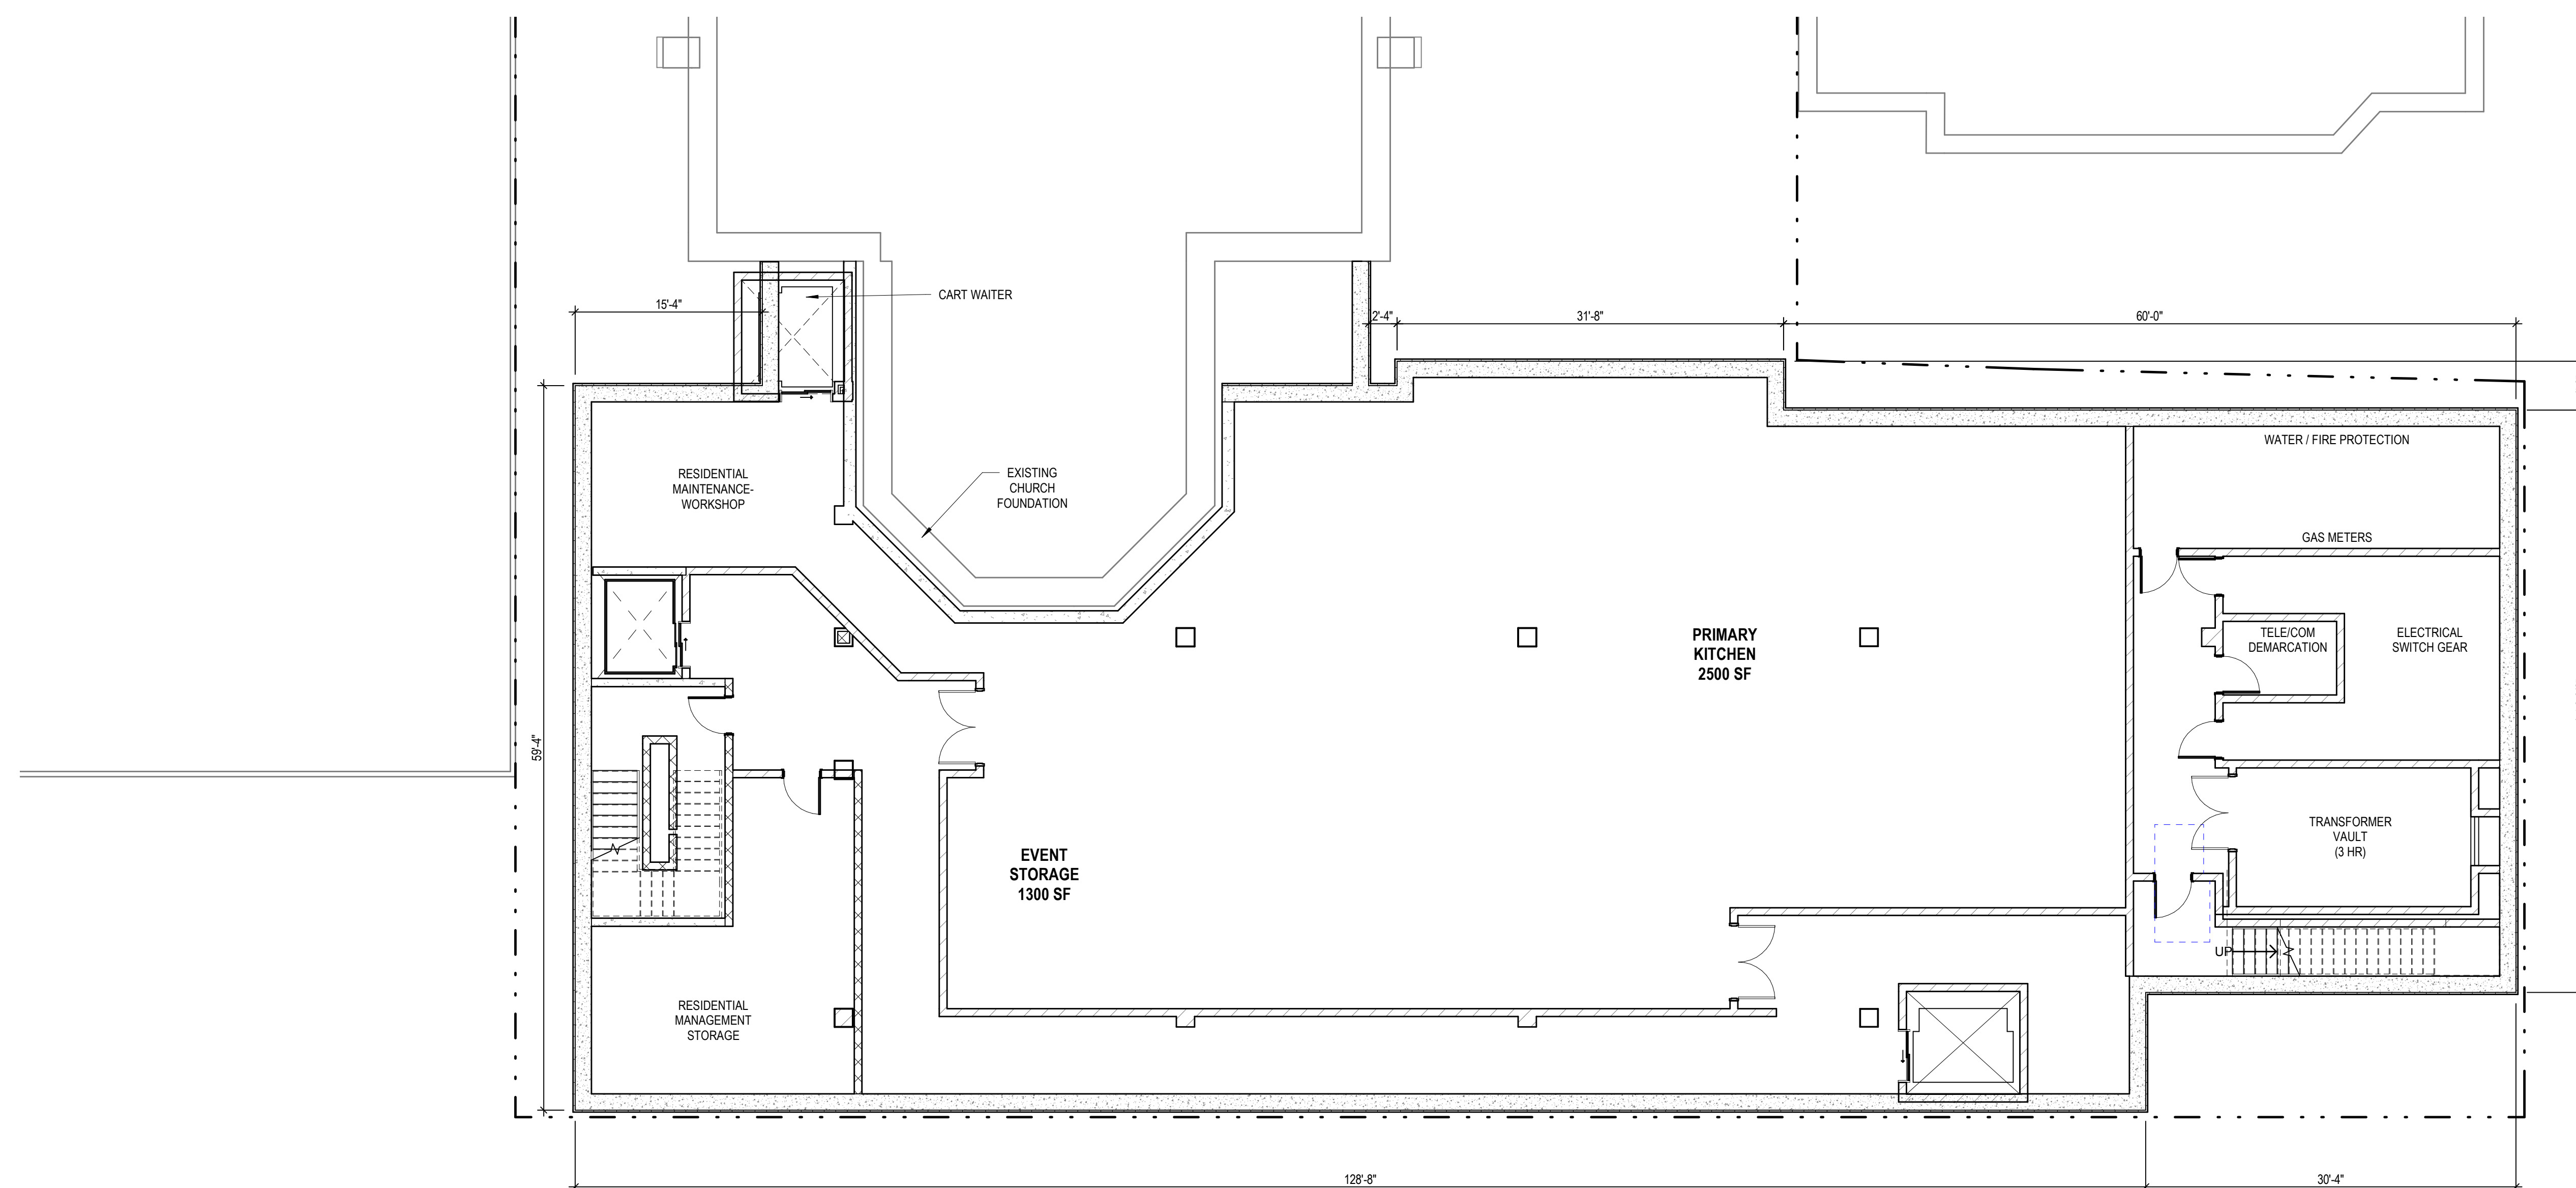 CART WAITER
15'-4"
2'-4"
31'-8"
60'-0"
WATER / FIRE PROTECTION
RESIDENTIAL
MAINTENANCE-
WORKSHOP
EXISTING
CHURCH
FOUNDATION
GAS METERS
PRIMARY
KITCHEN
2500 SF
TELE/COM
DEMARCATION
ELECTRICAL
SWITCH GEAR
59'-4"
TRANSFORMER
VAULT
(3 HR)
EVENT
STORAGE
1300 SF
UP
RESIDENTIAL
MANAGEMENT
STORAGE
128'-8"
30'-4"